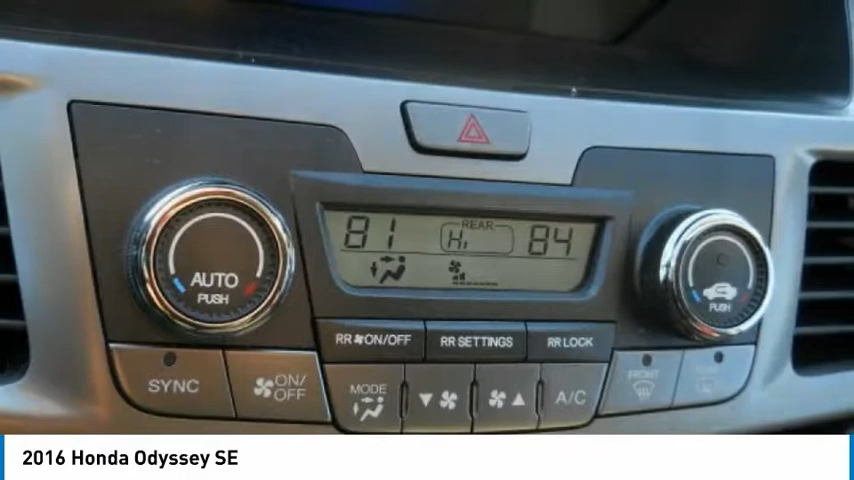 REAR
81 Hi 84
AUTO
PUSH
PUSH
RR ON/OFF RR SETTINGS RR LOCK
SYNC
ON/
OFF
MODE
A/C
FRONT
2016 Honda Odyssey SE